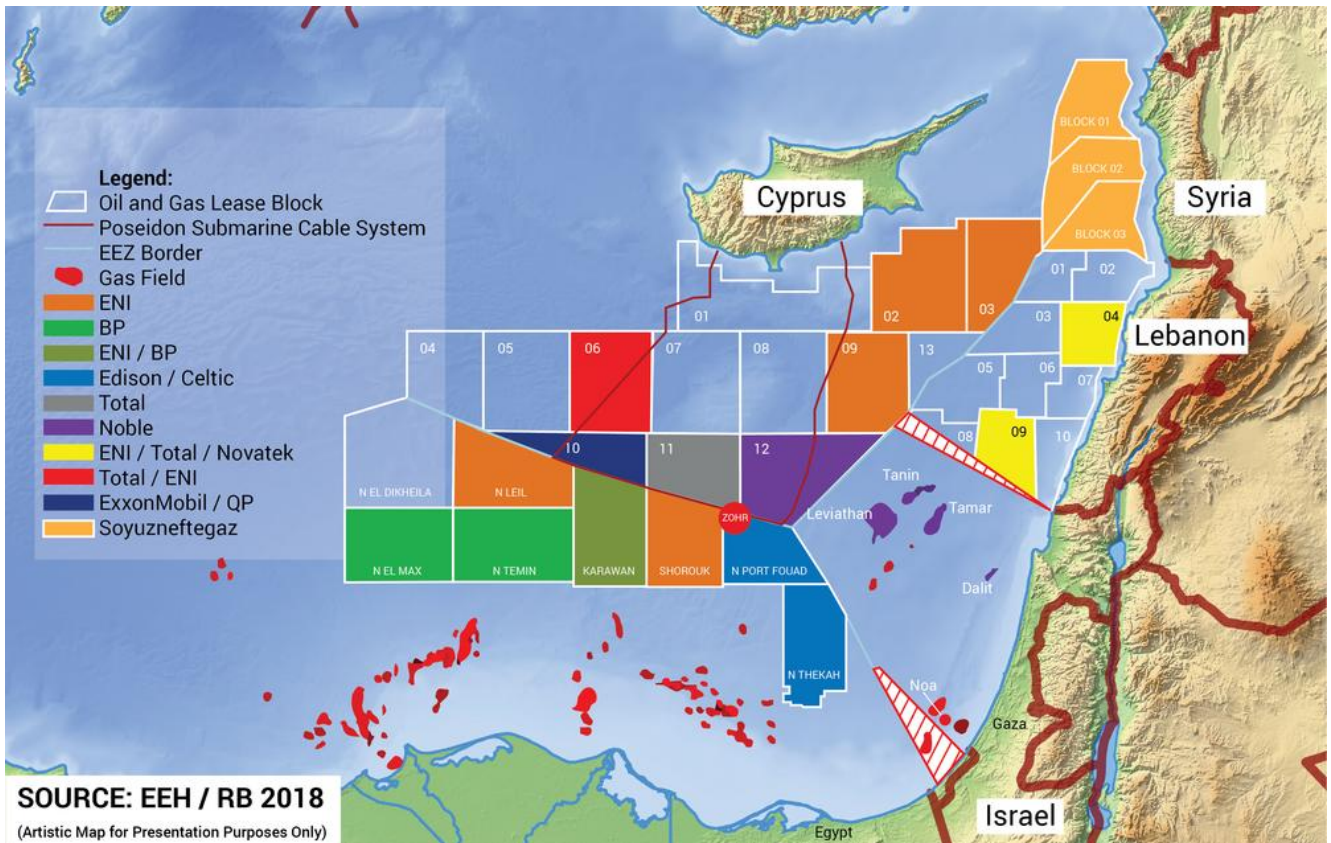 Legend:
Oil and Gas Lease Block
Poseidon Submarine Cable System
EEZ Border
Gas Field
ENI
BP
ENI / BP
Edison / Celtic
Total
Noble
ENI / Total / Novatek
Total / ENI
ExxonMobil / QP
Soyuzneftegaz
Cyprus
Syria
Lebanon
Israel
Gaza
Egypt
BLOCK 01
BLOCK 02
BLOCK 03
01
02
03
04
05
06
07
08
09
10
11
12
13
01
02
03
04
05
06
07
08
09
10
N EL DIKHEILA
N LEIL
N EL MAX
N TEMIN
KARAWAN
SHOROUK
ZOHR
N PORT FOUAD
N THEKAH
Tanin
Leviathan
Tamar
Dalit
Noa
SOURCE: EEH / RB 2018
(Artistic Map for Presentation Purposes Only)